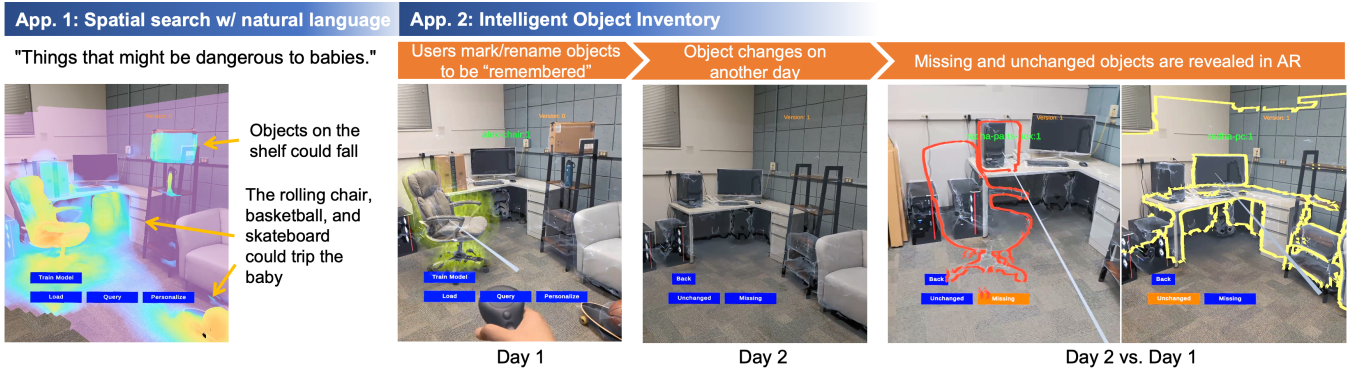 App. 1: Spatial search w/ natural language
App. 2: Intelligent Object Inventory
"Things that might be dangerous to babies."
Users mark/rename objects
to be “remembered”
Object changes on
another day
Missing and unchanged objects are revealed in AR
Objects on the
shelf could fall
The rolling chair,
basketball, and
skateboard
could trip the
baby
Train Model
Load
Query
Personalize
Version: 0
Train Model
Load
Query
Personalize
Version: 1
Back
Unchanged
Missing
Version: 1
Back
Unchanged
Missing
Version: 1
Back
Unchanged
Missing
Day 1
Day 2
Day 2 vs. Day 1